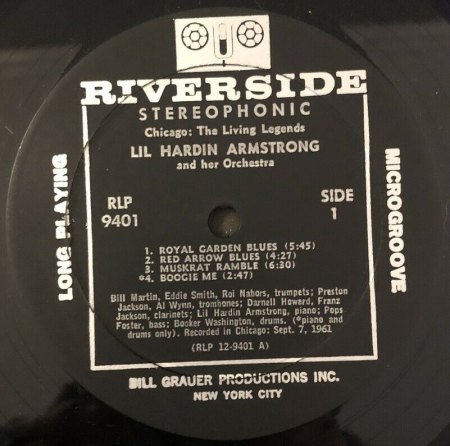 RIVERSIDE
STEREOPHONIC
Chicago: The Living Legends
LIL HARDIN ARMSTRONG
and her Orchestra
RLP
9401
SIDE
1
LONG PLAYING
MICROGROOVE
1. ROYAL GARDEN BLUES (5:45)
2. RED ARROW BLUES (4:27)
3. MUSKRAT RAMBLE (6:30)
*4. BOOGIE ME (2:47)
Bill Martin, Eddie Smith, Roi Nabors, trumpets; Preston
Jackson, Al Wynn, trombones; Darnell Howard, Franz
Jackson, clarinets; Lil Hardin Armstrong, piano; Pops
Foster, bass; Booker Washington, drums. (*piano and
drums only). Recorded in Chicago: Sept. 7, 1961
(RLP 12-9401 A)
BILL GRAUER PRODUCTIONS INC.
NEW YORK CITY